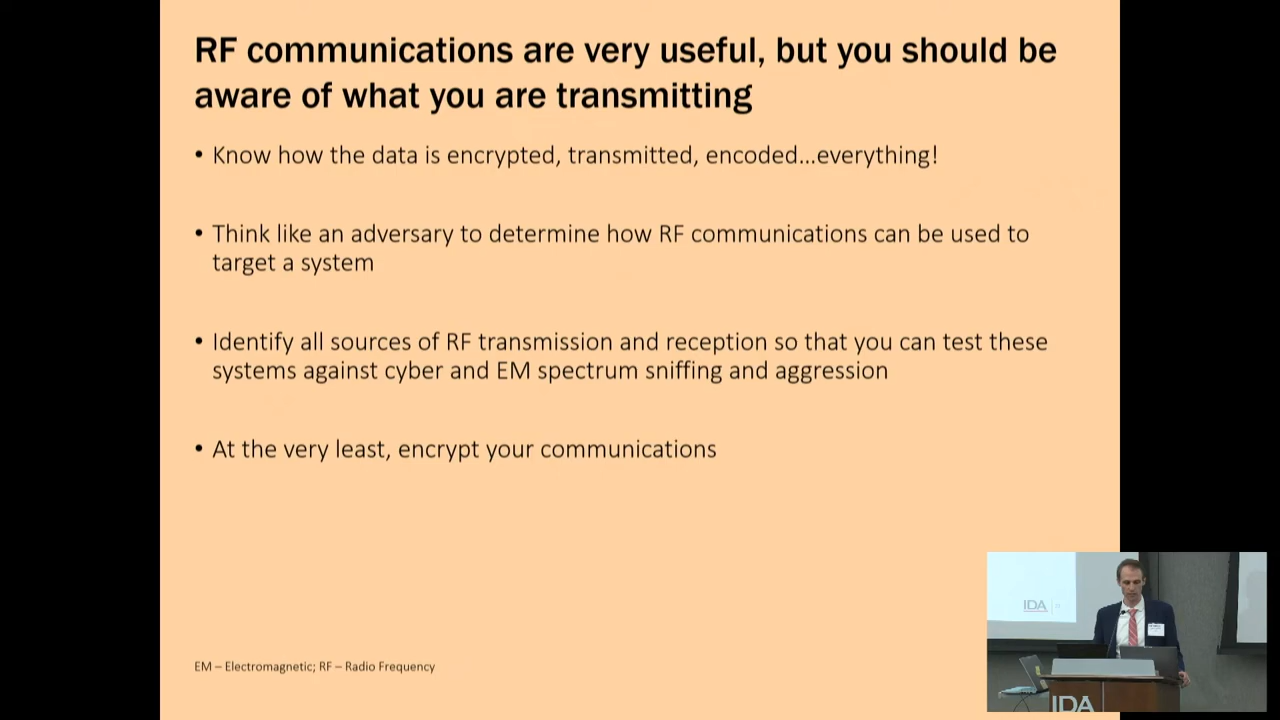 RF communications are very useful, but you should be
aware of what you are transmitting
• Know how the data is encrypted, transmitted, encoded...everything!
• Think like an adversary to determine how RF communications can be used to
target a system
• Identify all sources of RF transmission and reception so that you can test these
systems against cyber and EM spectrum sniffing and aggression
• At the very least, encrypt your communications
EM – Electromagnetic; RF – Radio Frequency
IDA
IDA